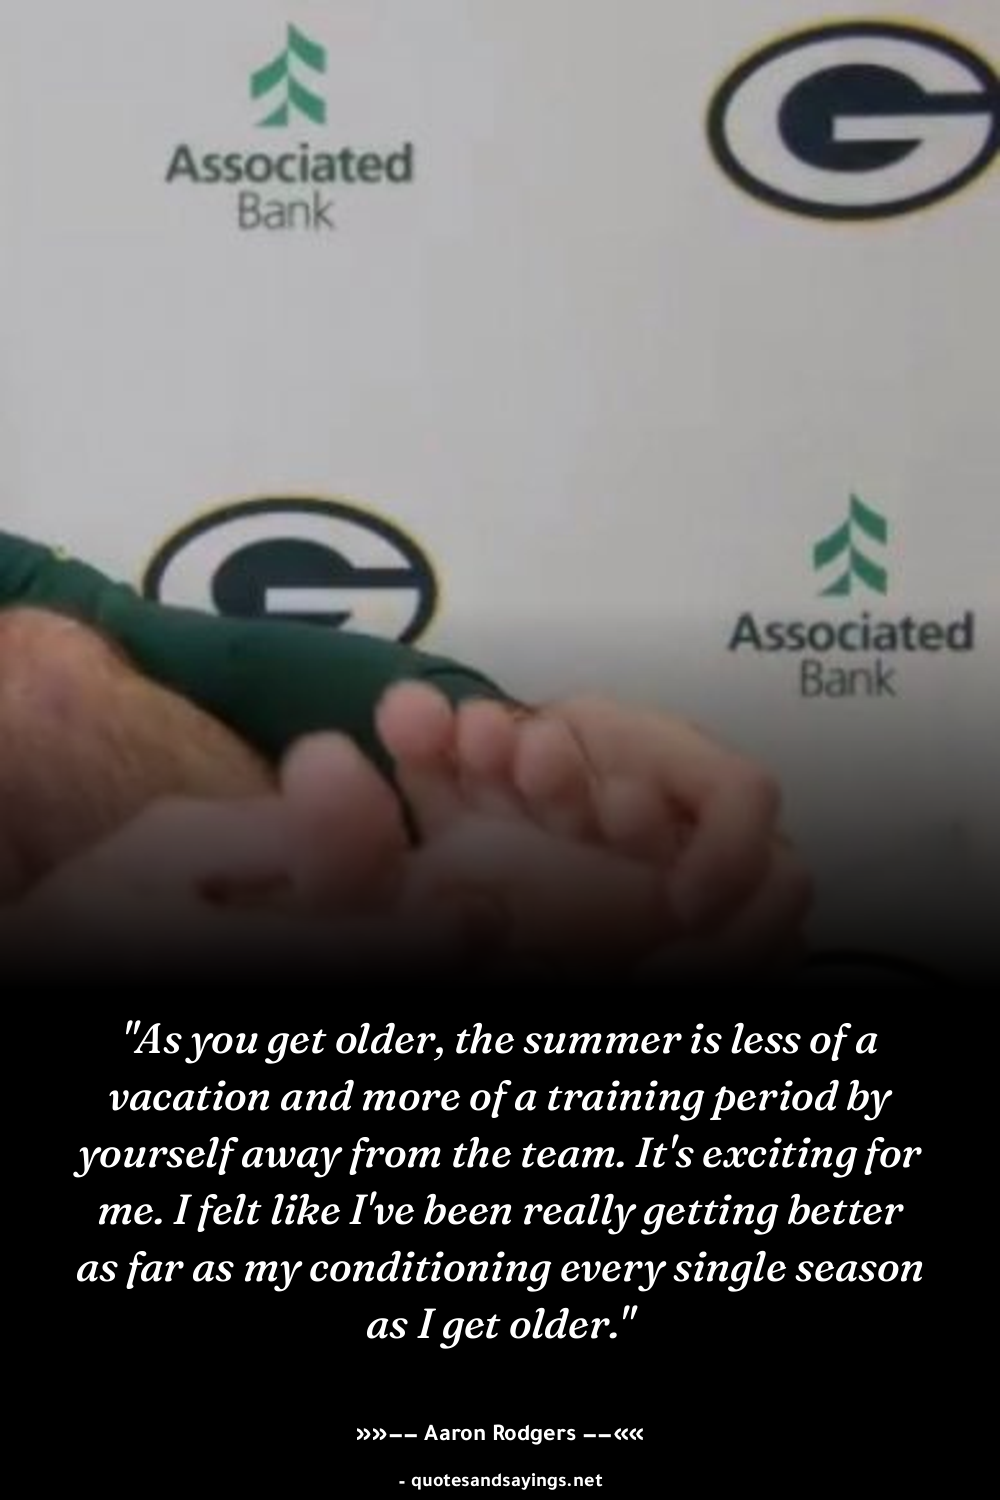 Associated
Bank
G
G
Associated
Bank
"As you get older, the summer is less of a
vacation and more of a training period by
yourself away from the team. It's exciting for
me. I felt like I've been really getting better
as far as my conditioning every single season
as I get older."
»»−− Aaron Rodgers −−««
- quotesandsayings.net